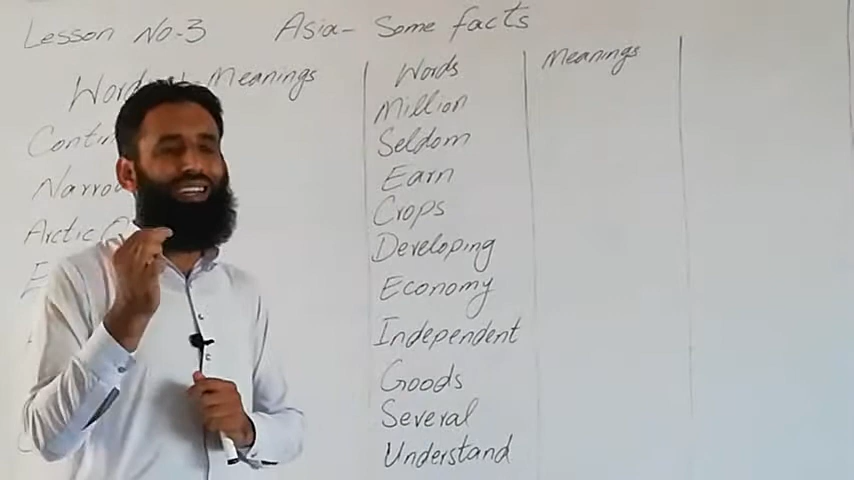 Lesson No-3 Asia- Some facts
Meanings Words Meanings
Million
Seldom
Earn
Crops
Developing
Economy
Independent
Goods
Several
Understand